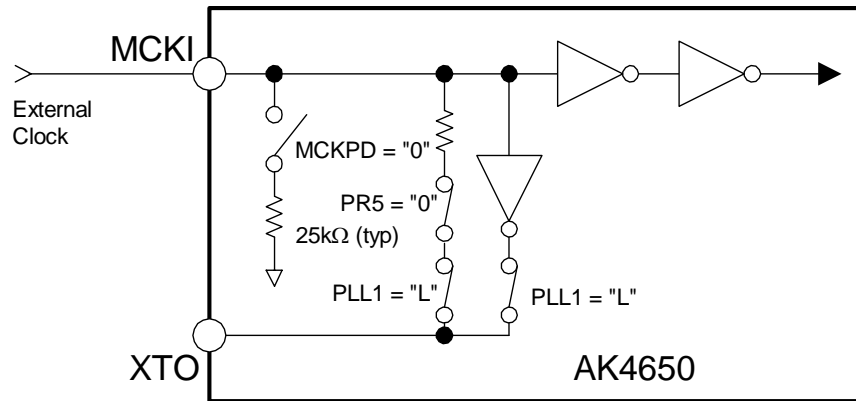 MCKI
External
Clock
MCKPD = "0"
PR5 = "0"
25kΩ (typ)
PLL1 = "L"
PLL1 = "L"
XTO
AK4650